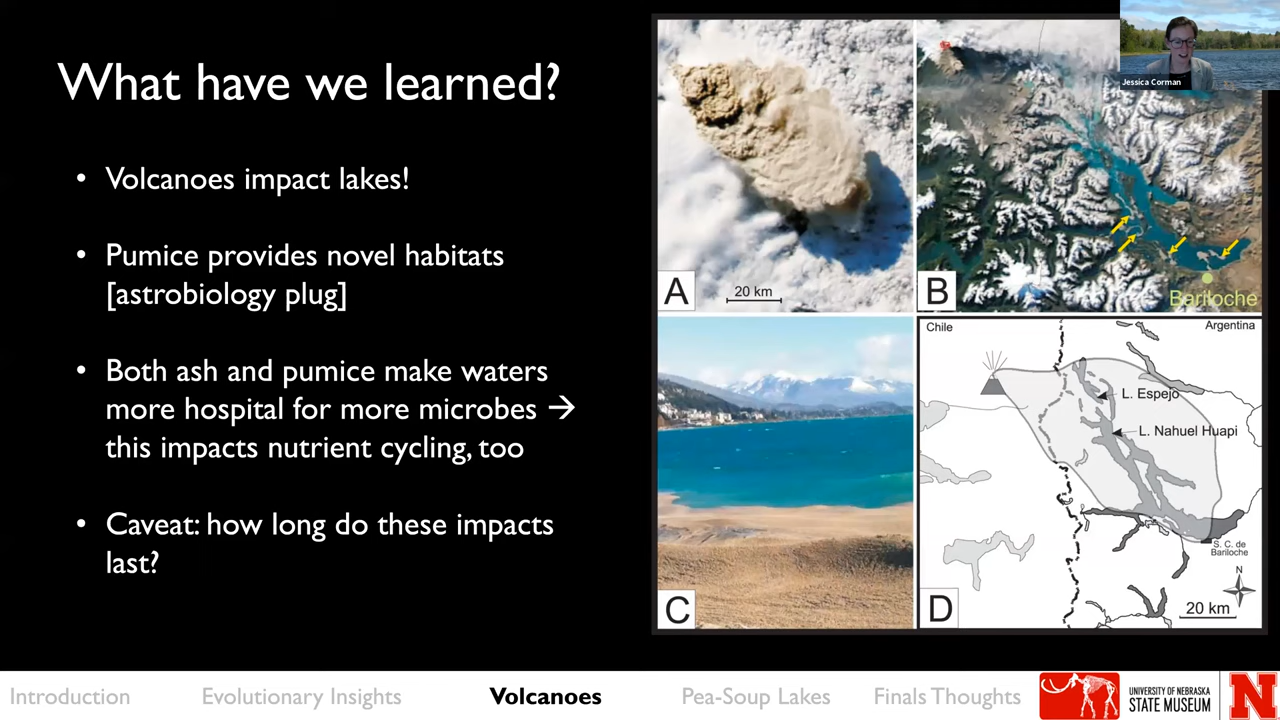 What have we learned?
• Volcanoes impact lakes!
• Pumice provides novel habitats
[astrobiology plug]
• Both ash and pumice make waters
more hospital for more microbes →
this impacts nutrient cycling, too
• Caveat: how long do these impacts
last?
A
20 km
B
Bariloche
C
Chile
Argentina
L. Espejo
L. Nahuel Huapi
S. C. de
Bariloche
N
20 km
D
Jessica Corman
Introduction
Evolutionary Insights
Volcanoes
Pea-Soup Lakes
Finals Thoughts
UNIVERSITY OF NEBRASKA
STATE MUSEUM
N